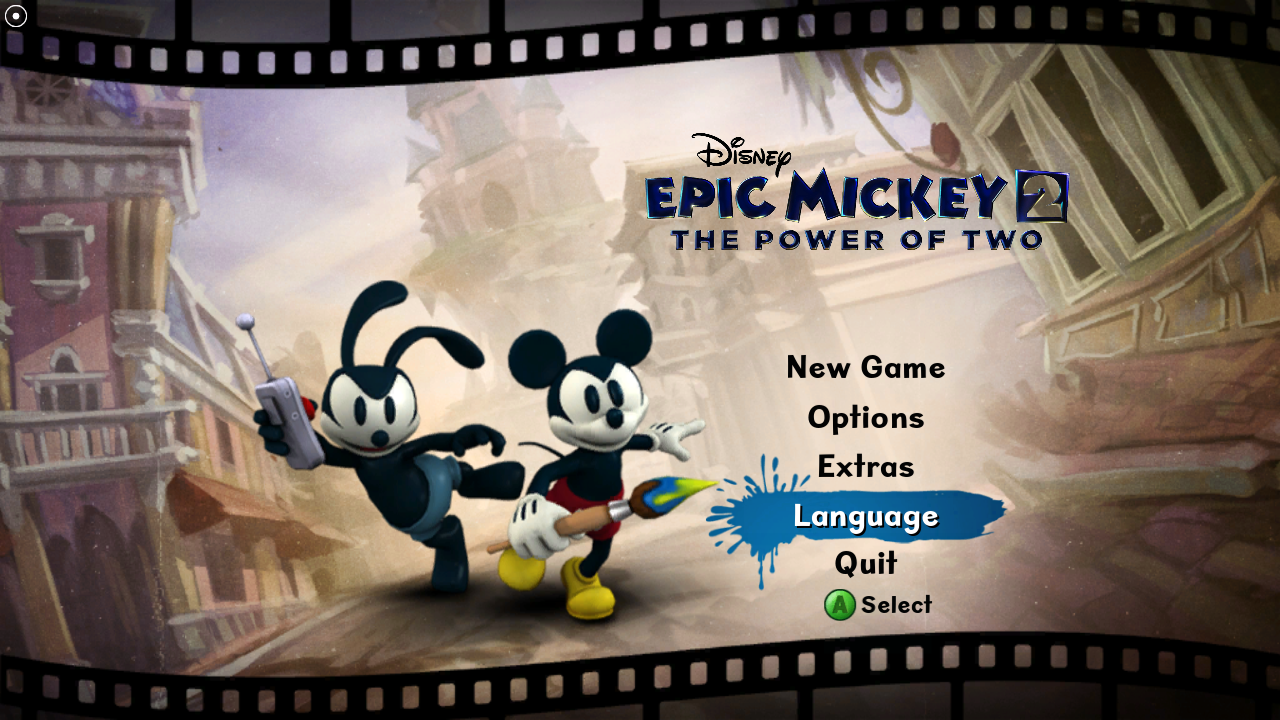 Disney
EPIC MICKEY 2
THE POWER OF TWO
New Game
Options
Extras
Language
Quit
A Select